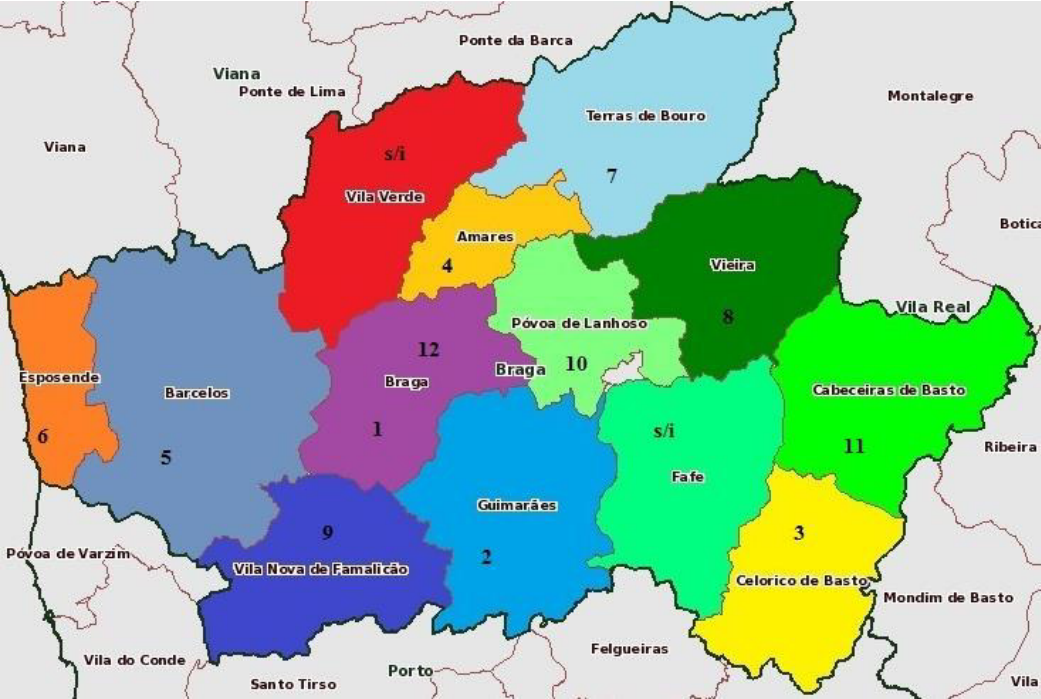 Ponte da Barca
Viana
Ponte de Lima
Montalegre
Terras de Bouro
Viana
s/i
7
Vila Verde
Botica
Amares
4
Vieira
Vila Real
8
Póvoa de Lanhoso
12
10
Braga
Esposende
Braga
Barcelos
Cabeceiras de Basto
6
1
s/i
11
Ribeira
5
Fafe
Guimarães
9
3
2
Póvoa de Varzim
Vila Nova de Famalicão
Celorico de Basto
Mondim de Basto
Felgueiras
Vila do Conde
Porto
Santo Tirso
Vila